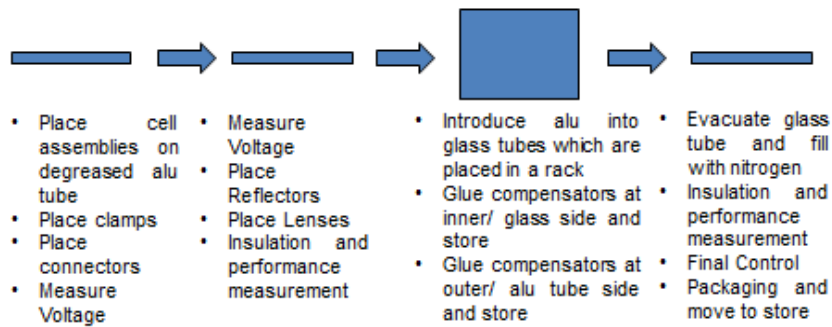 • Place cell
assemblies on
degreased alu
tube
• Place clamps
• Place
connectors
• Measure
Voltage
• Measure
Voltage
• Place
Reflectors
• Place Lenses
• Insulation and
performance
measurement
• Introduce alu into
glass tubes which are
placed in a rack
• Glue compensators at
inner/ glass side and
store
• Glue compensators at
outer/ alu tube side
and store
• Evacuate glass
tube and fill
with nitrogen
• Insulation and
performance
measurement
• Final Control
• Packaging and
move to store